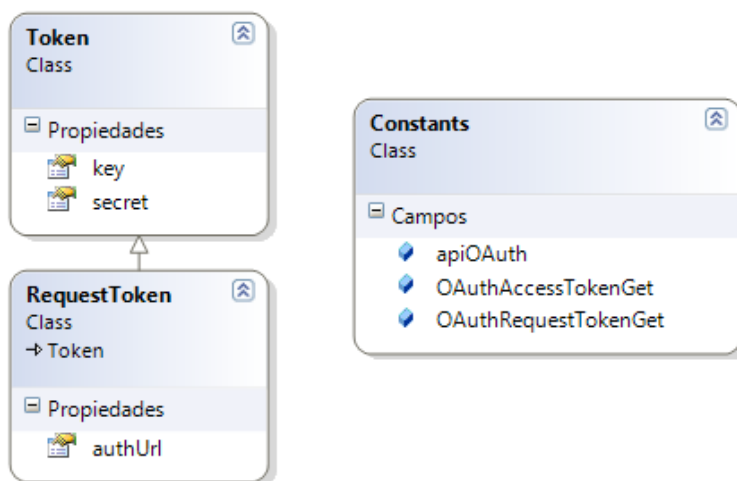 Token
Class
Propiedades
key
secret
RequestToken
Class
Token
Propiedades
authUrl
Constants
Class
Campos
apiOAuth
OAuthAccessTokenGet
OAuthRequestTokenGet